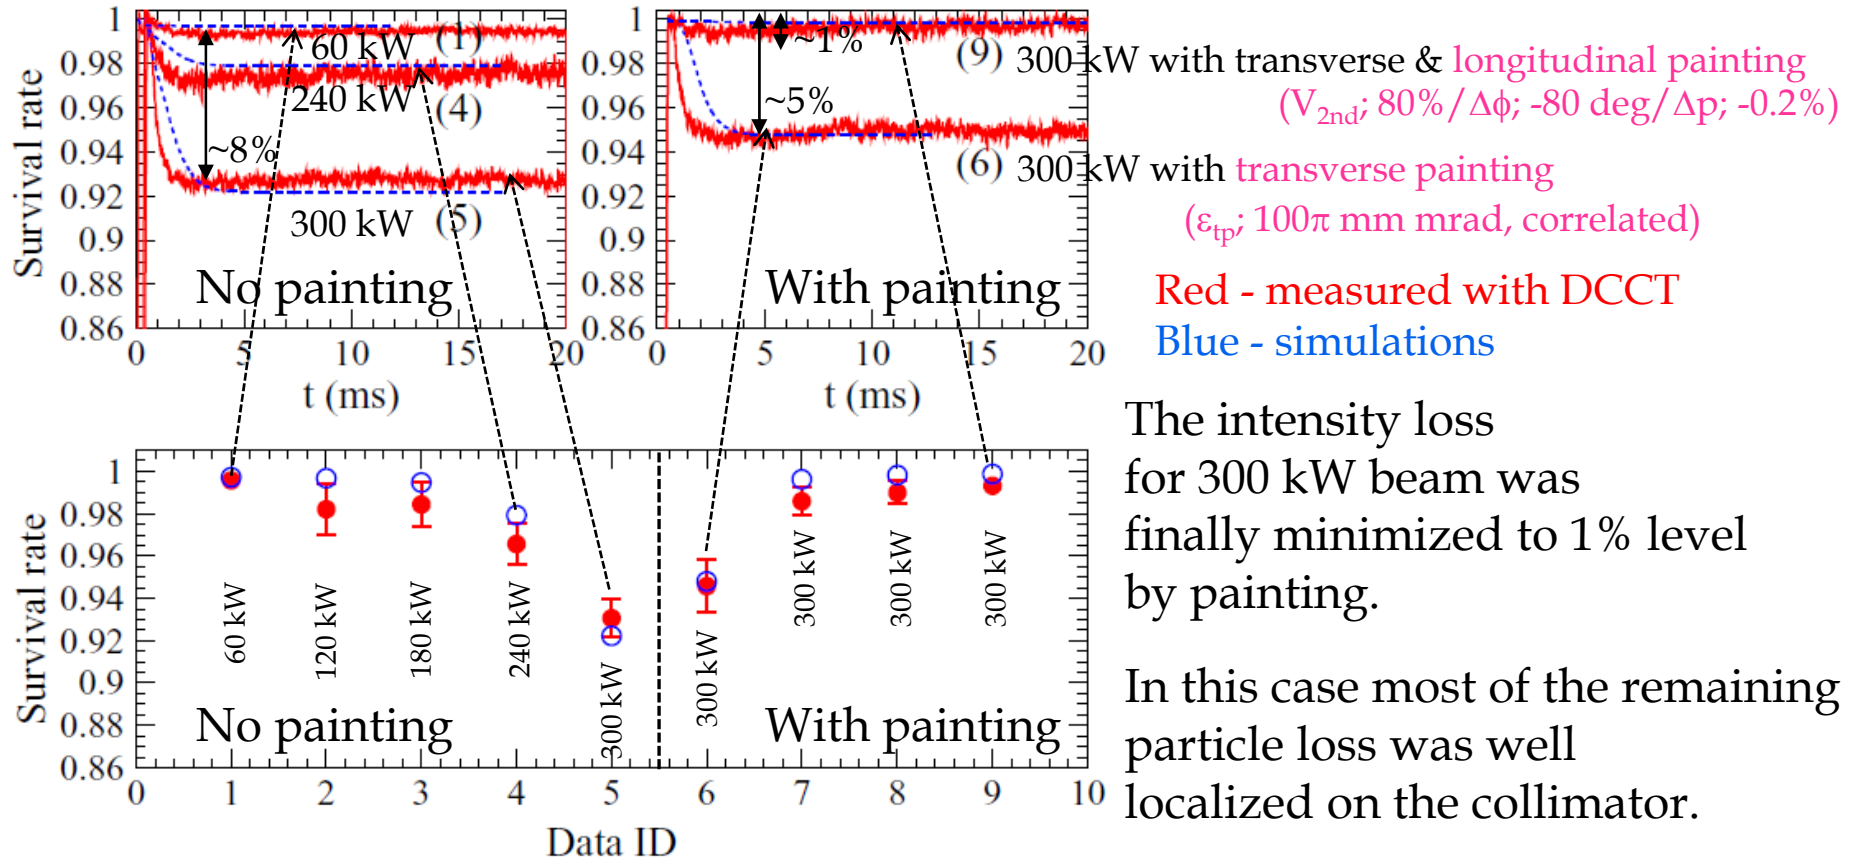 1
0.98
0.96
0.94
0.92
0.9
0.88
0.86
Survival rate
60 kW
(1)
240 kW
(4)
~8%
300 kW
(5)
No painting
0
5
10
15
20
t (ms)
1
0.98
0.96
0.94
0.92
0.9
0.88
0.86
~1%
(9)
~5%
(6)
With painting
0
5
10
15
20
t (ms)
300 kW with transverse & longitudinal painting
(V2nd; 80%/Δϕ; -80 deg/Δp; -0.2%)
300 kW with transverse painting
(εtp; 100π mm mrad, correlated)
Red - measured with DCCT
Blue - simulations
The intensity loss
for 300 kW beam was
finally minimized to 1% level
by painting.
In this case most of the remaining
particle loss was well
localized on the collimator.
1
0.98
0.96
0.94
0.92
0.9
0.88
0.86
Survival rate
60 kW
120 kW
180 kW
240 kW
300 kW
300 kW
300 kW
300 kW
300 kW
No painting
With painting
0
1
2
3
4
5
6
7
8
9
10
Data ID